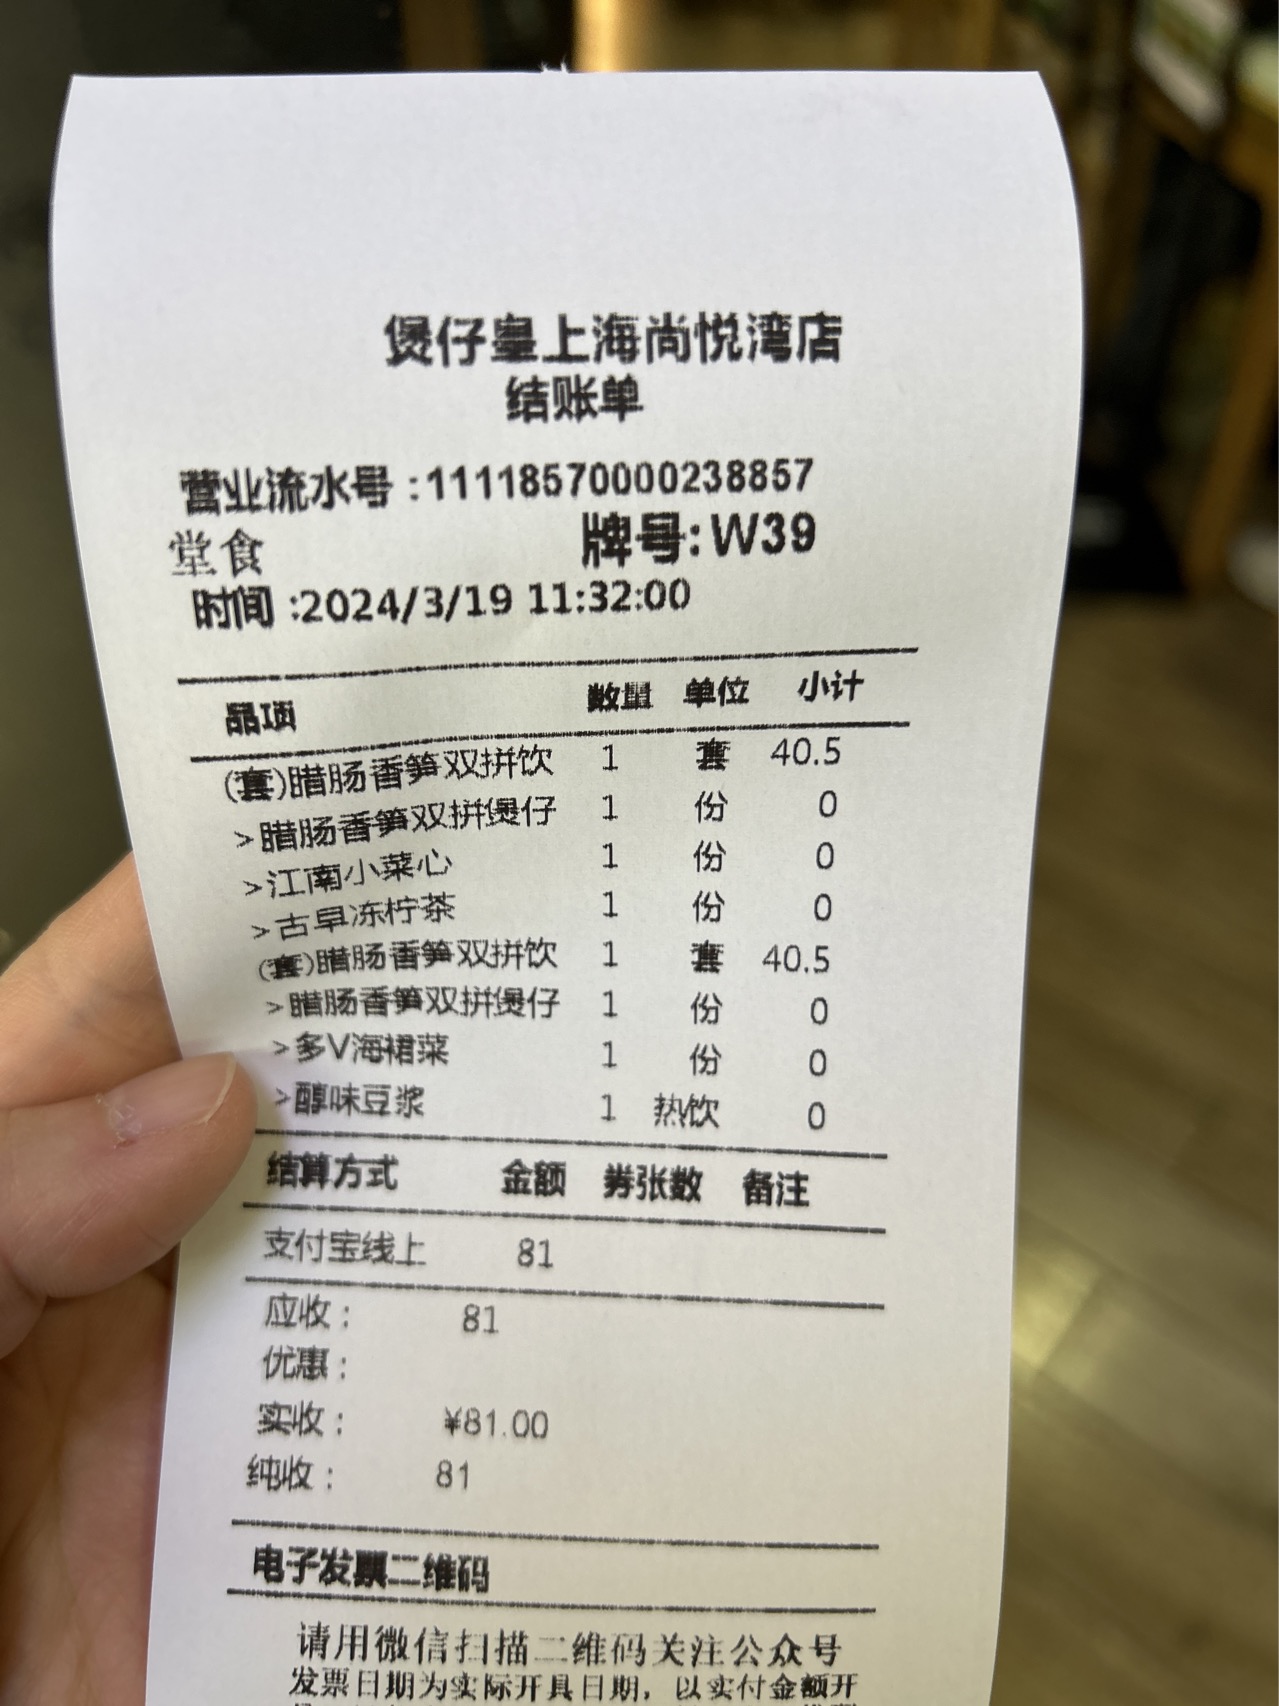 煲仔皇上海尚悦湾店
结账单
营业流水号:11118570000238857
堂食 牌号:W39
时间:2024/3/19 11:32:00
品项 数量 单位 小计
(套)腊肠香笋双拼饮 1 套 40.5
>腊肠香笋双拼煲仔 1 份 0
>江南小菜心 1 份 0
>古早冻柠茶 1 份 0
(套)腊肠香笋双拼饮 1 套 40.5
>腊肠香笋双拼煲仔 1 份 0
>多V海裙菜 1 份 0
>醇味豆浆 1 热饮 0
结算方式 金额 券张数 备注
支付宝线上 81
应收: 81
优惠:
实收: ¥81.00
纯收: 81
电子发票二维码
请用微信扫描二维码关注公众号
发票日期为实际开具日期，以实付金额开